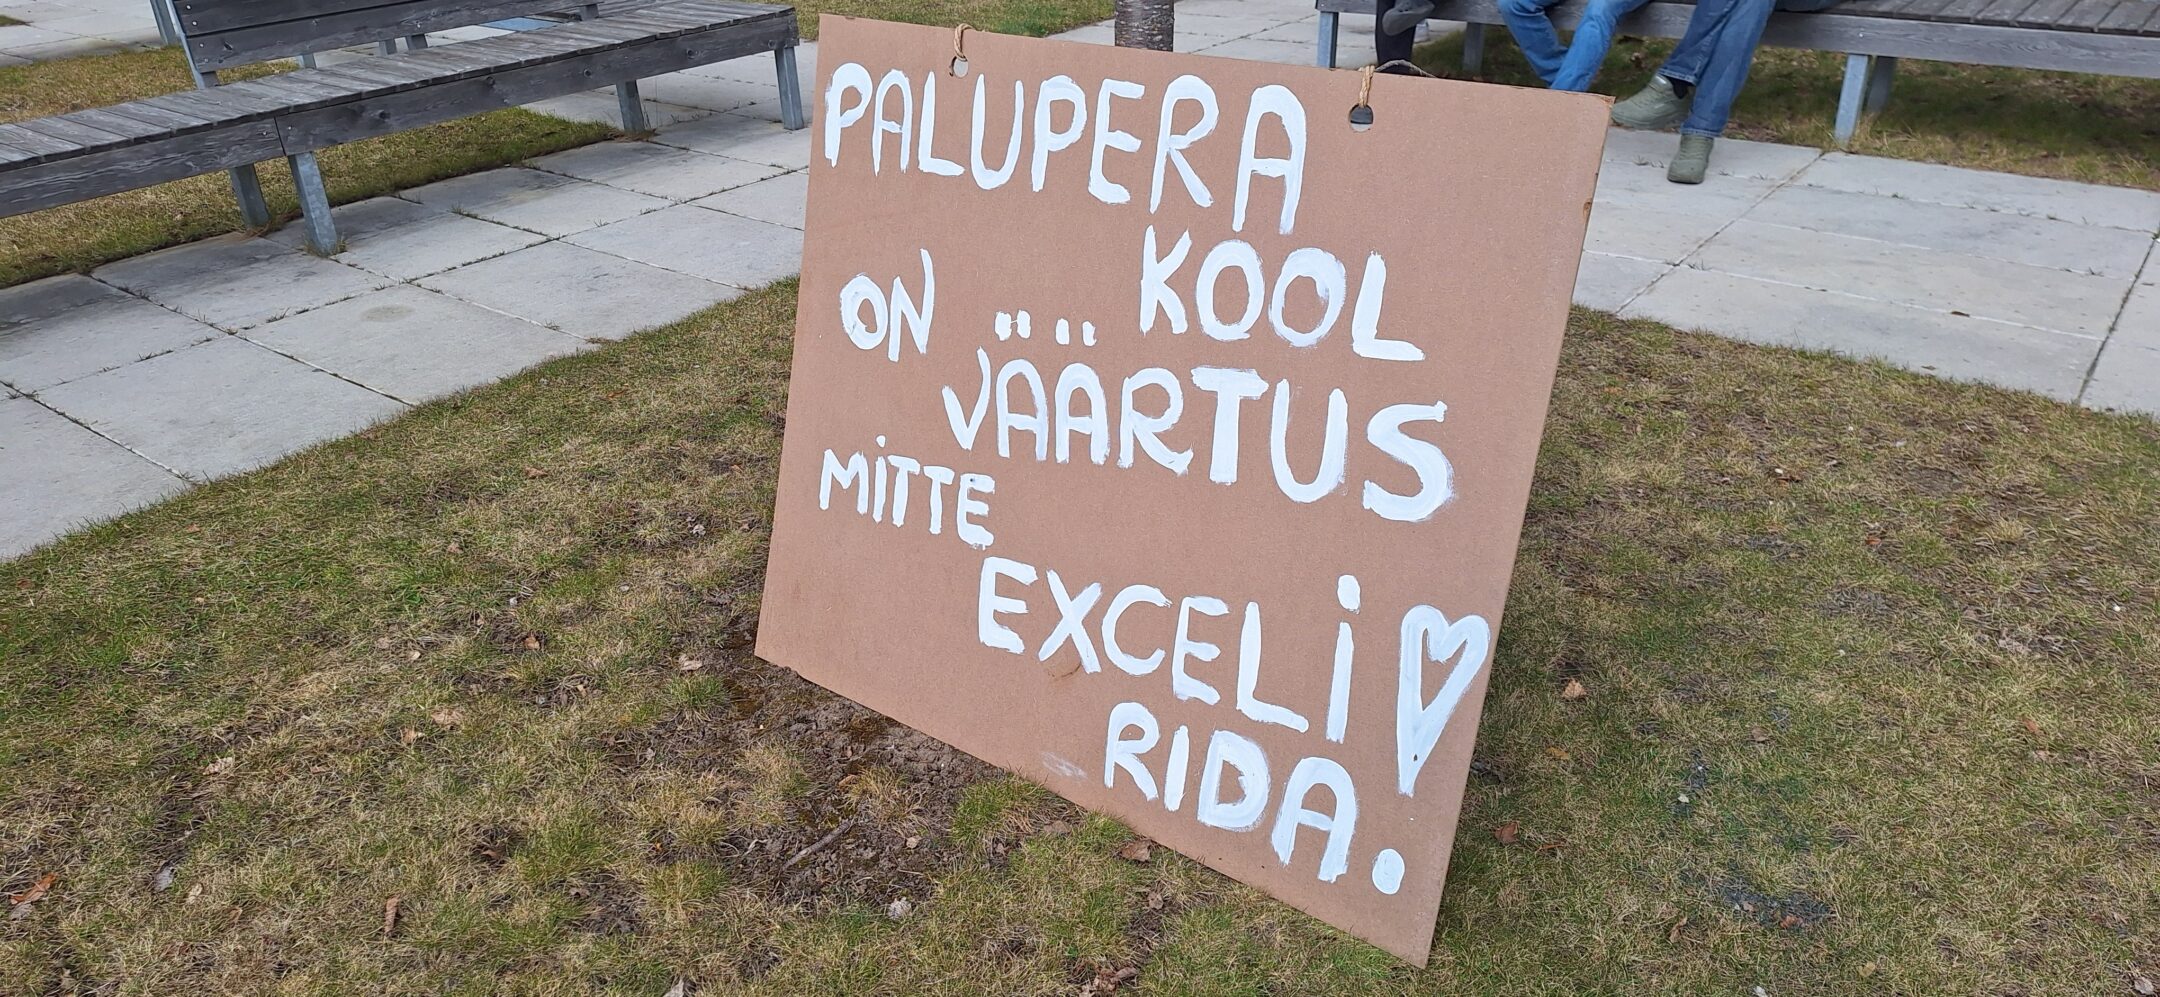 PALUPERA
KOOL
ON
VÄÄRTUS
MITTE
EXCELI
RIDA.